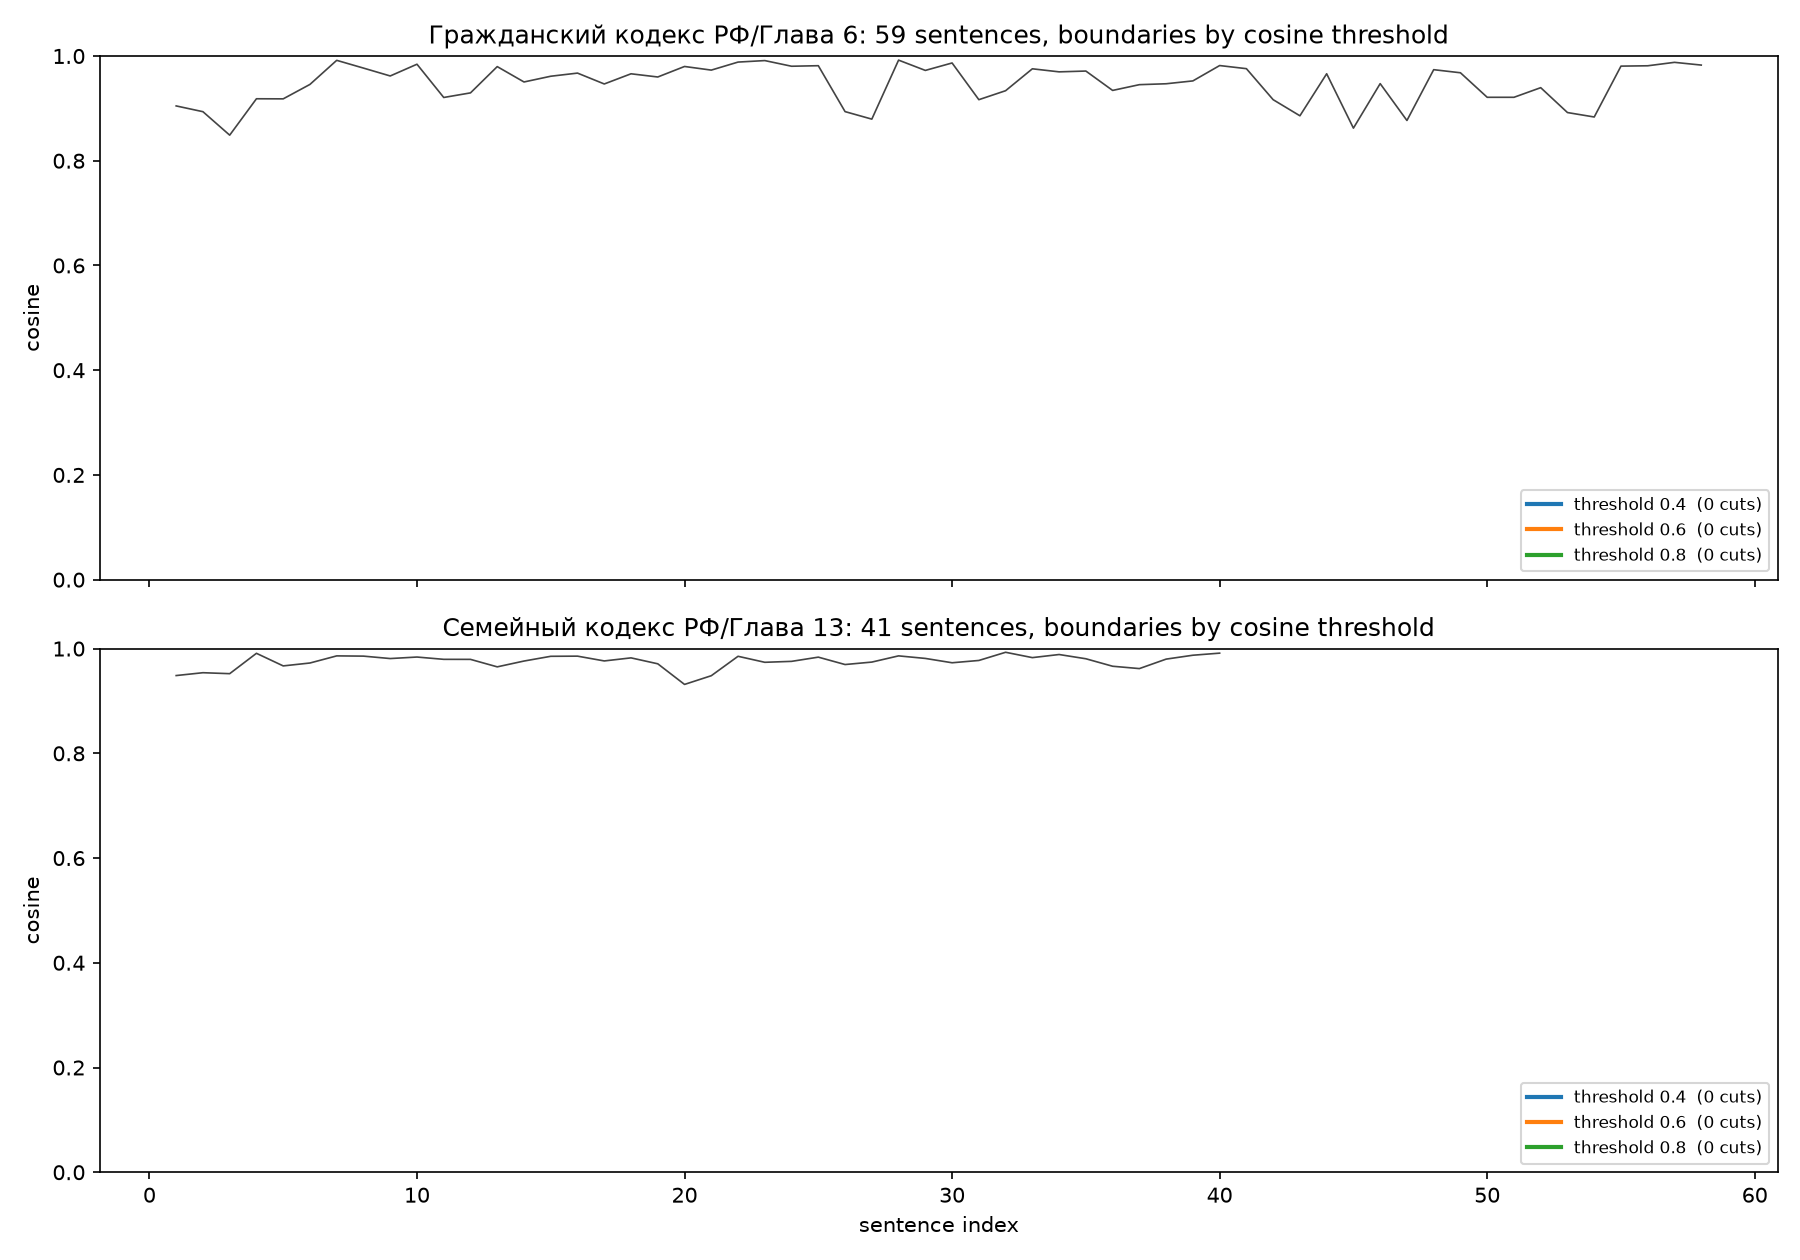 Гражданский кодекс РФ/Глава 6: 59 sentences, boundaries by cosine threshold
1.0
0.8
0.6
0.4
0.2
0.0
cosine
threshold 0.4 (0 cuts)
threshold 0.6 (0 cuts)
threshold 0.8 (0 cuts)
Семейный кодекс РФ/Глава 13: 41 sentences, boundaries by cosine threshold
1.0
0.8
0.6
0.4
0.2
0.0
cosine
threshold 0.4 (0 cuts)
threshold 0.6 (0 cuts)
threshold 0.8 (0 cuts)
0 10 20 30 40 50 60
sentence index